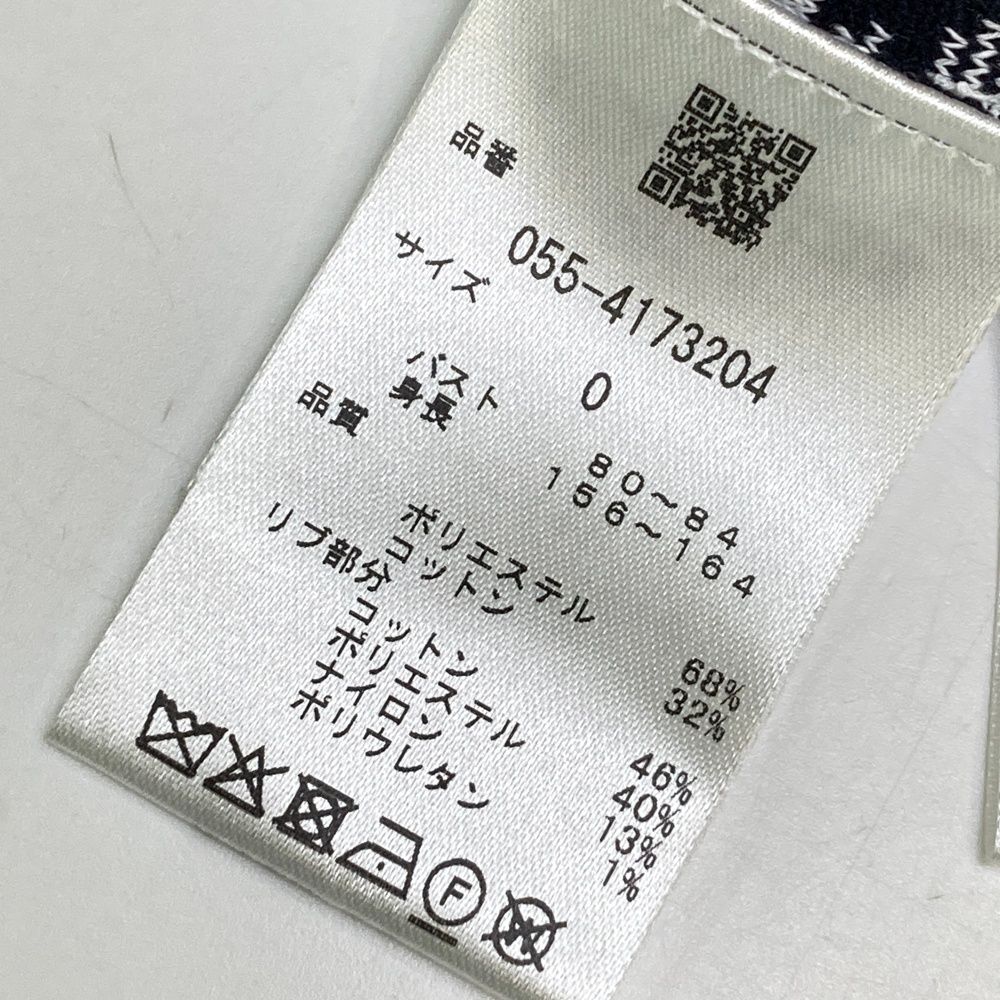 品番
055-4173204
サイズ
0
バスト 80～84
身長 156～164
品質
ポリエステル 68%
コットン 32%
リブ部分
コットン 46%
ポリエステル 40%
ナイロン 13%
ポリウレタン 1%
F
W